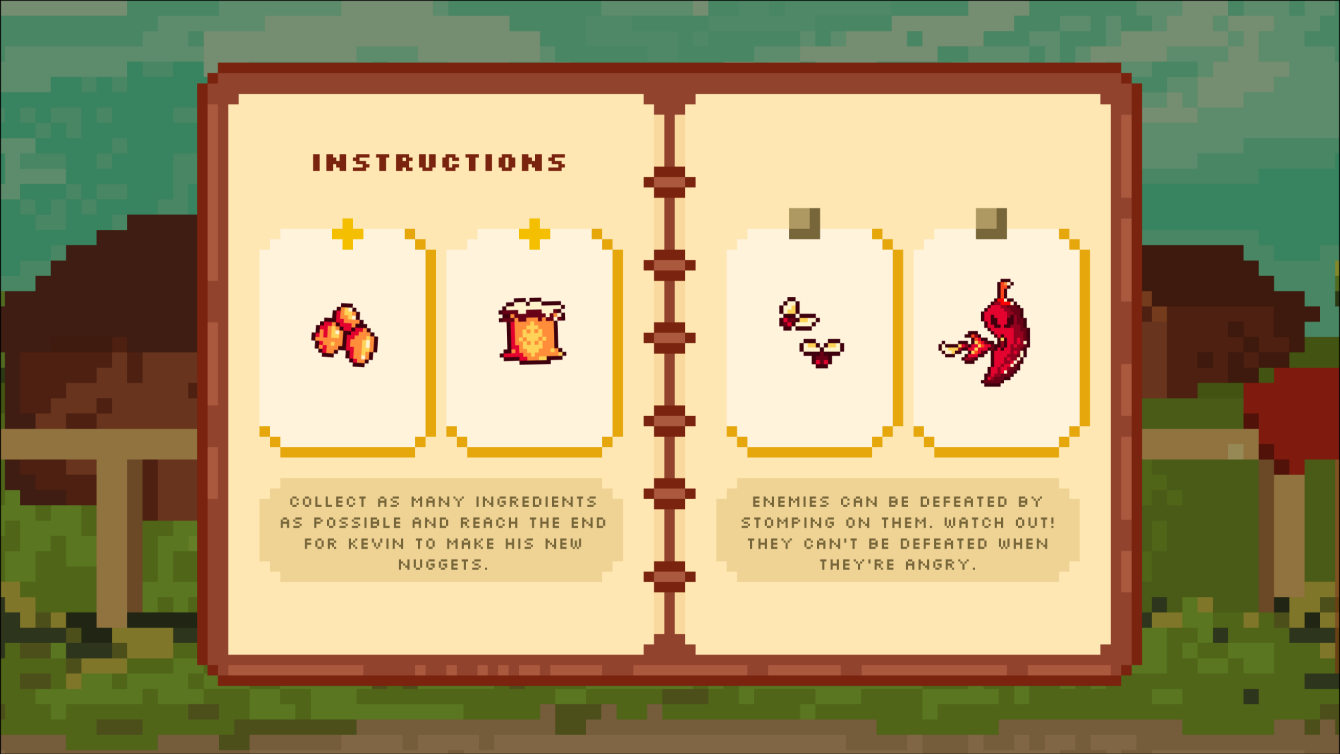 INSTRUCTIONS
COLLECT AS MANY INGREDIENTS
AS POSSIBLE AND REACH THE END
FOR KEVIN TO MAKE HIS NEW
NUGGETS.
ENEMIES CAN BE DEFEATED BY
STOMPING ON THEM. WATCH OUT!
THEY CAN'T BE DEFEATED WHEN
THEY'RE ANGRY.